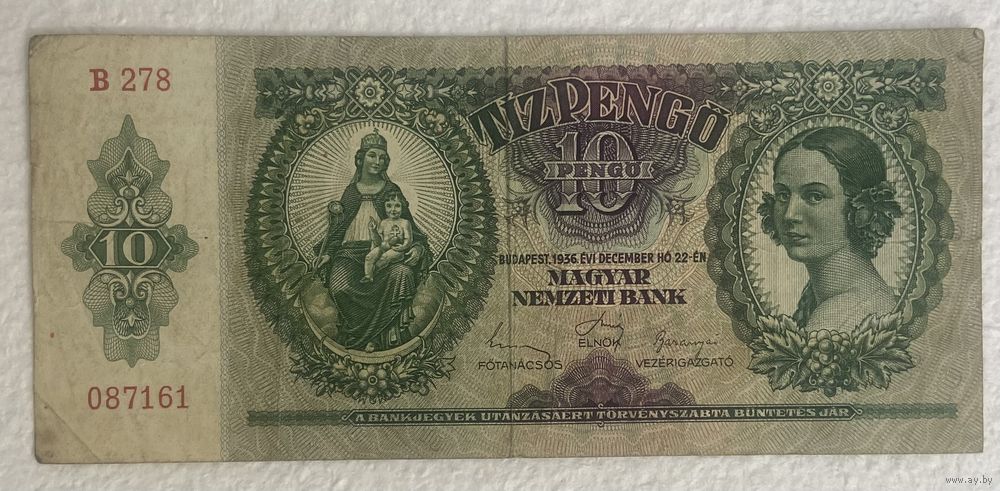 B 278
10
087161
TÍZPENGŐ
10
PENGŐ
BUDAPEST, 1936. ÉVI DECEMBER HÓ 22-ÉN
MAGYAR
NEMZETI BANK
ELNÖK
FŐTANÁCSOS VEZÉRIGAZGATÓ
A BANKJEGYEK UTÁNZÁSÁÉRT TÖRVÉNYSZABTA BÜNTETÉS JÁR
www.ay.by